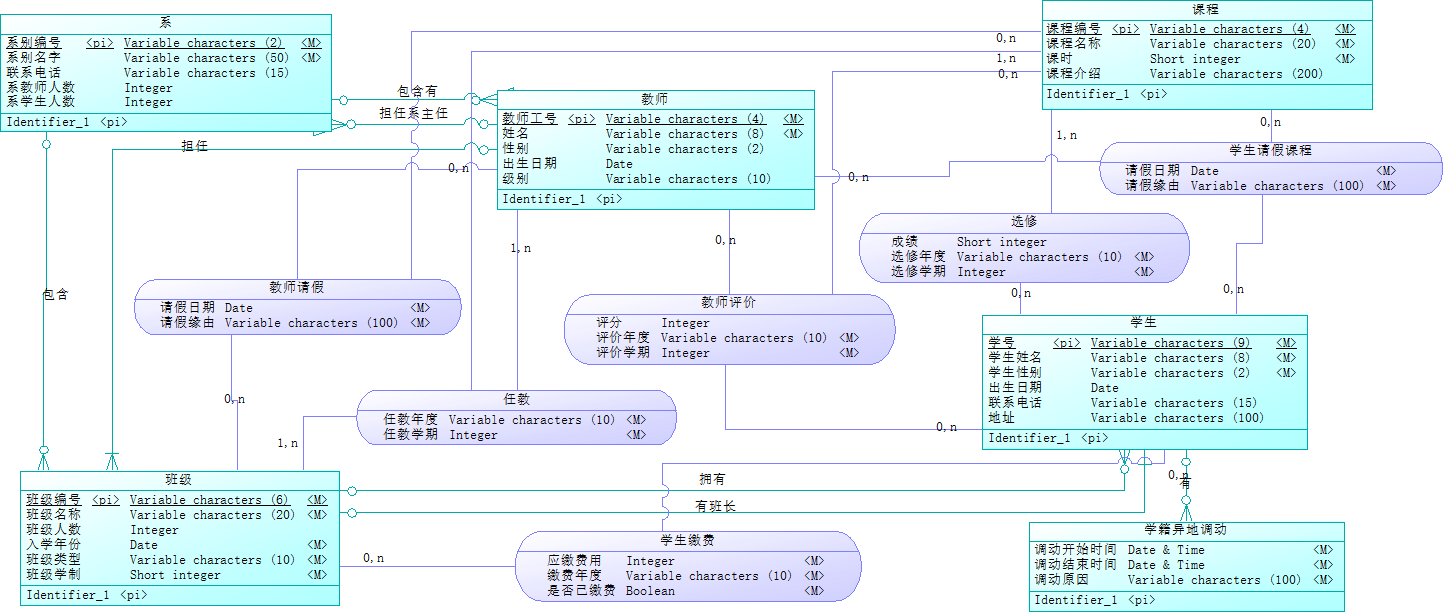 系
系别编号 <pi> Variable characters (2) <M>
系别名字 Variable characters (50) <M>
联系电话 Variable characters (15)
系教师人数 Integer
系学生人数 Integer
Identifier_1 <pi>
课程
课程编号 <pi> Variable characters (4) <M>
课程名称 Variable characters (20) <M>
课时 Short integer <M>
课程介绍 Variable characters (200)
Identifier_1 <pi>
0,n
1,n
0,n
包含有
担任系主任
担任
教师
教师工号 <pi> Variable characters (4) <M>
姓名 Variable characters (8) <M>
性别 Variable characters (2)
出生日期 Date
级别 Variable characters (10)
Identifier_1 <pi>
0,n
0,n
1,n
0,n
1,n
0,n
学生请假课程
请假日期 Date <M>
请假缘由 Variable characters (100) <M>
选修
成绩 Short integer
选修年度 Variable characters (10) <M>
选修学期 Integer <M>
0,n
0,n
包含
教师请假
请假日期 Date <M>
请假缘由 Variable characters (100) <M>
教师评价
评分 Integer
评价年度 Variable characters (10) <M>
评价学期 Integer <M>
学生
学号 <pi> Variable characters (9) <M>
学生姓名 Variable characters (8) <M>
学生性别 Variable characters (2) <M>
出生日期 Date
联系电话 Variable characters (15)
地址 Variable characters (100)
Identifier_1 <pi>
0,n
任教
任教年度 Variable characters (10) <M>
任教学期 Integer <M>
0,n
1,n
班级
班级编号 <pi> Variable characters (6) <M>
班级名称 Variable characters (20) <M>
班级人数 Integer
入学年份 Date <M>
班级类型 Variable characters (10) <M>
班级学制 Short integer <M>
Identifier_1 <pi>
拥有
有班长
0,n
有
0,n
学生缴费
应缴费用 Integer <M>
缴费年度 Variable characters (10) <M>
是否已缴费 Boolean <M>
学籍异地调动
调动开始时间 Date & Time <M>
调动结束时间 Date & Time <M>
调动原因 Variable characters (100) <M>
Identifier_1 <pi>